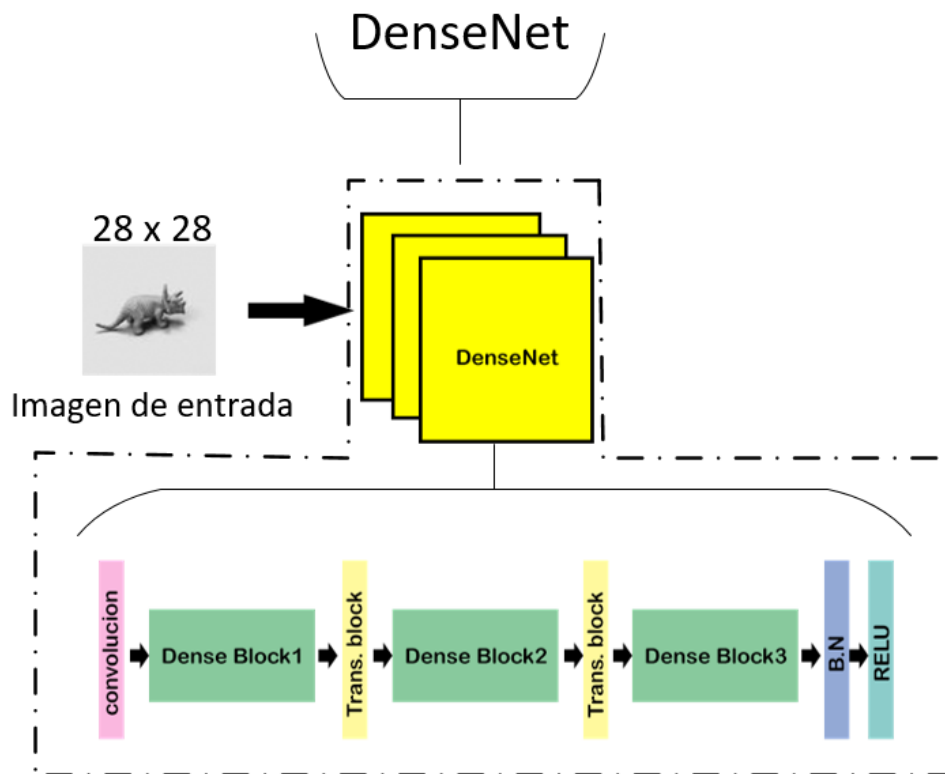 DenseNet
28 x 28
Imagen de entrada
DenseNet
convolucion
Dense Block1
Trans. block
Dense Block2
Trans. block
Dense Block3
B.N
RELU